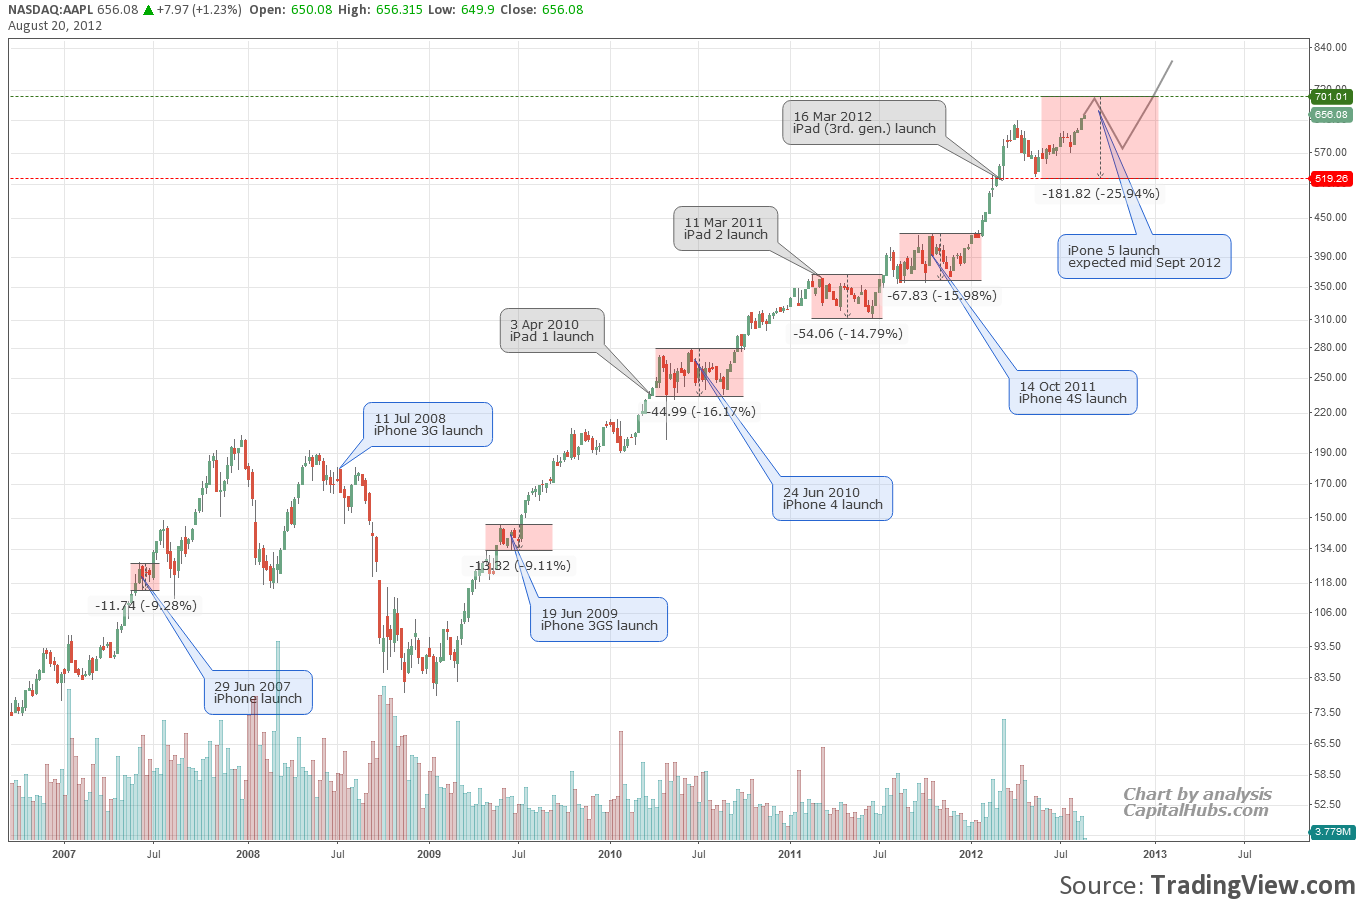 NASDAQ:AAPL 656.08 ▲ +7.97 (+1.23%) Open: 650.08 High: 656.315 Low: 649.9 Close: 656.08
August 20, 2012
840.00
720.00
701.01
656.08
570.00
519.26
450.00
390.00
350.00
310.00
280.00
250.00
220.00
190.00
170.00
150.00
134.00
118.00
106.00
93.50
83.50
73.50
65.50
58.50
52.50
3.779M
16 Mar 2012
iPad (3rd. gen.) launch
-181.82 (-25.94%)
11 Mar 2011
iPad 2 launch
iPone 5 launch
expected mid Sept 2012
-67.83 (-15.98%)
3 Apr 2010
iPad 1 launch
-54.06 (-14.79%)
14 Oct 2011
iPhone 4S launch
-44.99 (-16.17%)
11 Jul 2008
iPhone 3G launch
24 Jun 2010
iPhone 4 launch
-13.32 (-9.11%)
-11.74 (-9.28%)
19 Jun 2009
iPhone 3GS launch
29 Jun 2007
iPhone launch
Chart by analysis
CapitalHubs.com
2007 Jul 2008 Jul 2009 Jul 2010 Jul 2011 Jul 2012 Jul 2013 Jul
Source: TradingView.com